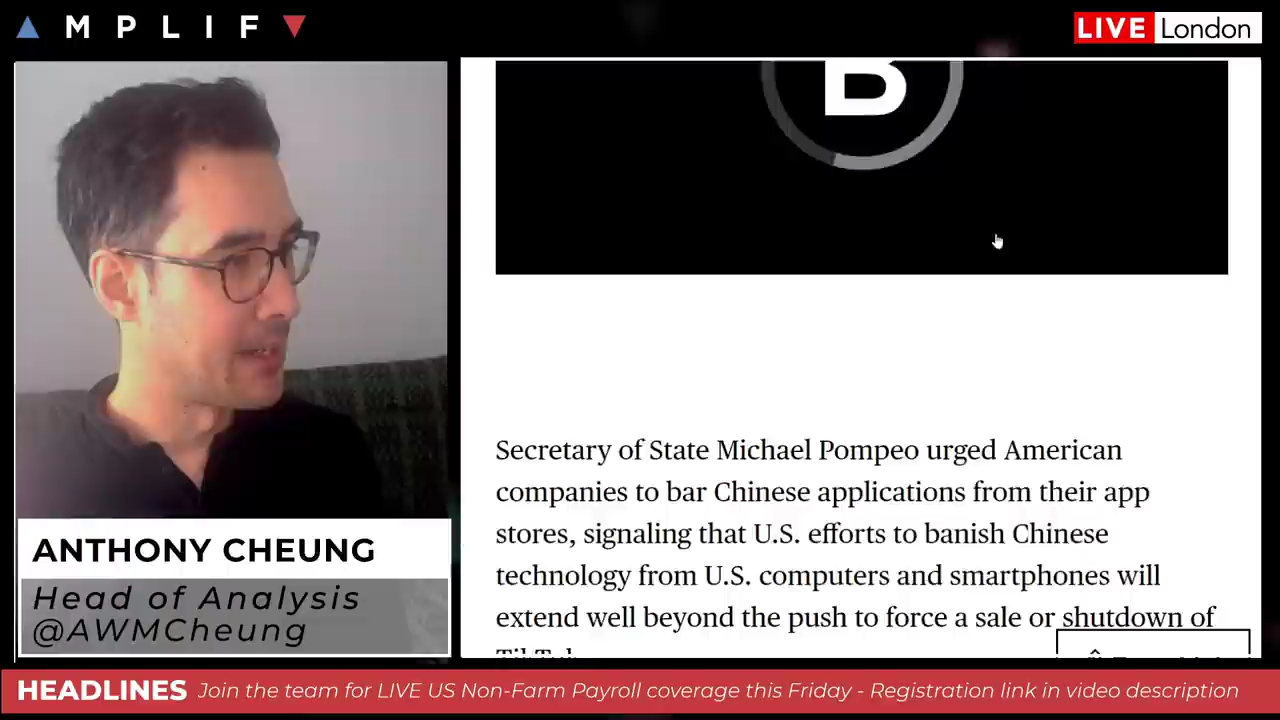 MPLIF
LIVE London
B
Secretary of State Michael Pompeo urged American
companies to bar Chinese applications from their app
stores, signaling that U.S. efforts to banish Chinese
technology from U.S. computers and smartphones will
extend well beyond the push to force a sale or shutdown of
ANTHONY CHEUNG
Head of Analysis
@AWMCheung
HEADLINES Join the team for LIVE US Non-Farm Payroll coverage this Friday - Registration link in video description